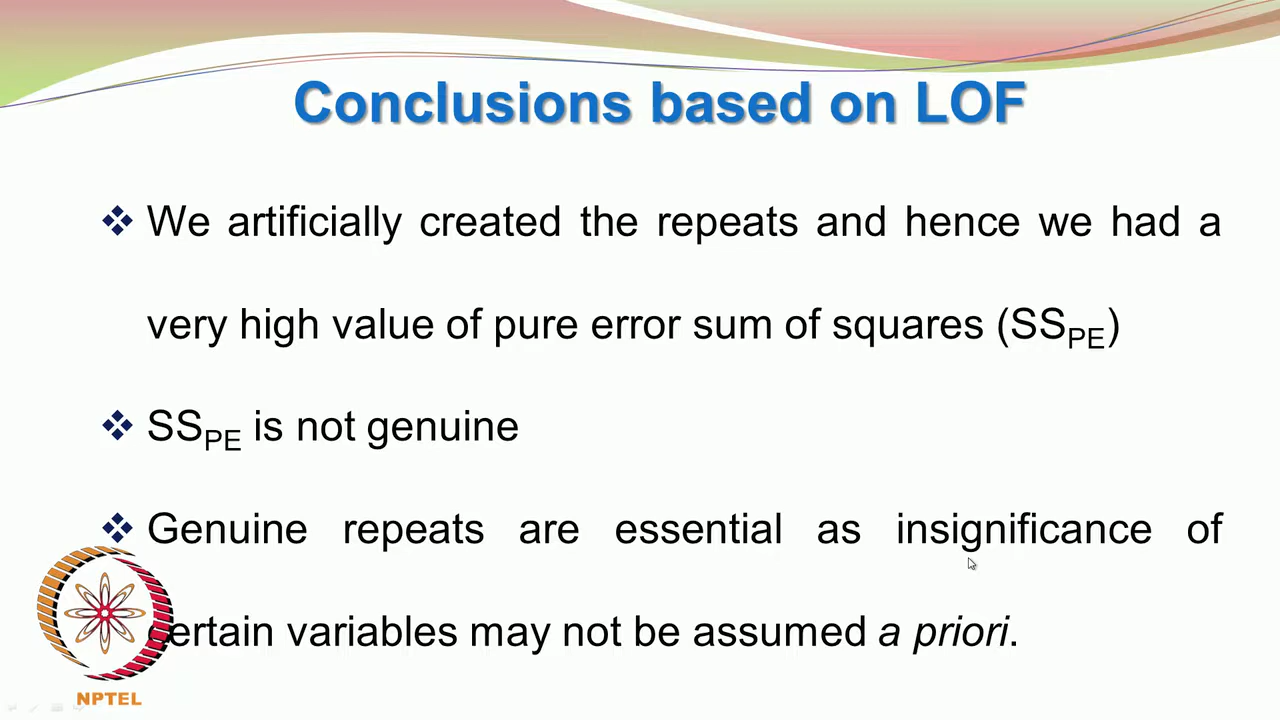 Conclusions based on LOF
❖ We artificially created the repeats and hence we had a
very high value of pure error sum of squares (SSPE)
❖ SSPE is not genuine
❖ Genuine repeats are essential as insignificance of
certain variables may not be assumed a priori.
NPTEL